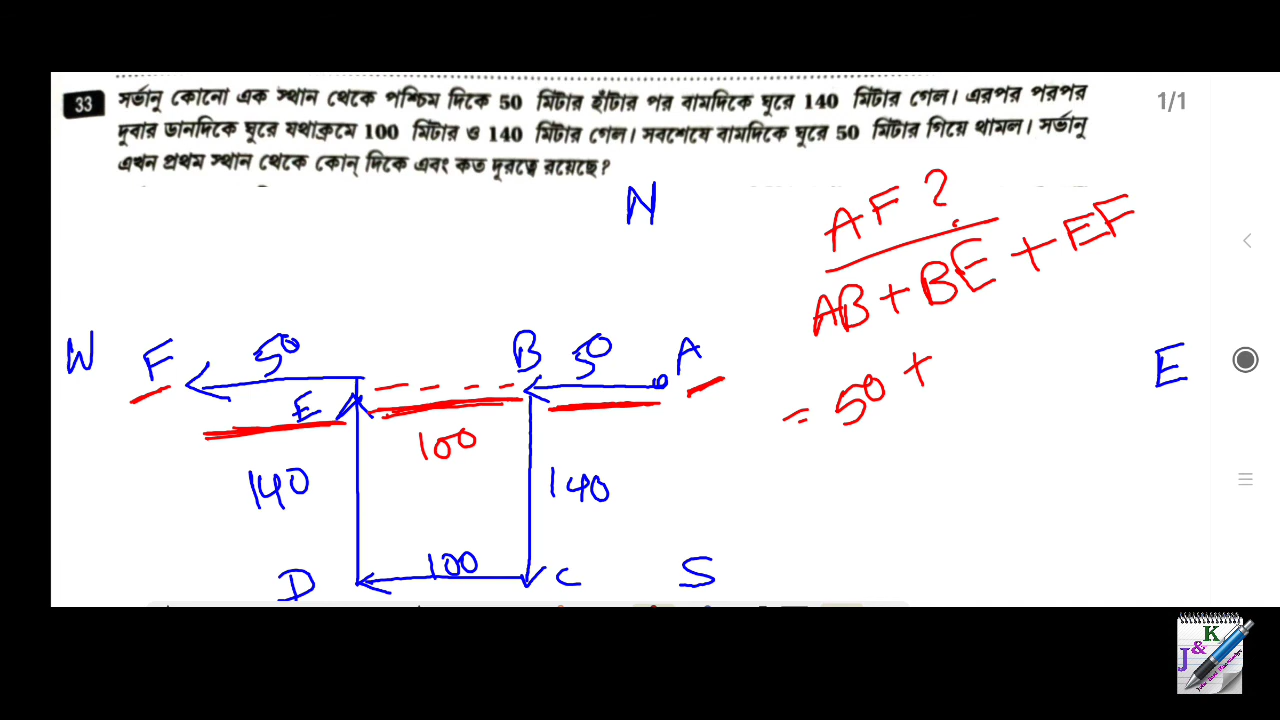 33 সর্ভানু কোনো এক স্থান থেকে পশ্চিম দিকে 50 মিটার হাঁটার পর বামদিকে ঘুরে 140 মিটার গেল। এরপর পরপর
দুবার ডানদিকে ঘুরে যথাক্রমে 100 মিটার ও 140 মিটার গেল। সবশেষে বামদিকে ঘুরে 50 মিটার গিয়ে থামল। সর্ভানু
এখন প্রথম স্থান থেকে কোন্ দিকে এবং কত দূরত্বে রয়েছে?
1/1
N
AF?
AB+BE+EF
= 50 +
W F 50 B 50 A E
E
100
140 140
100
D C S
J&K